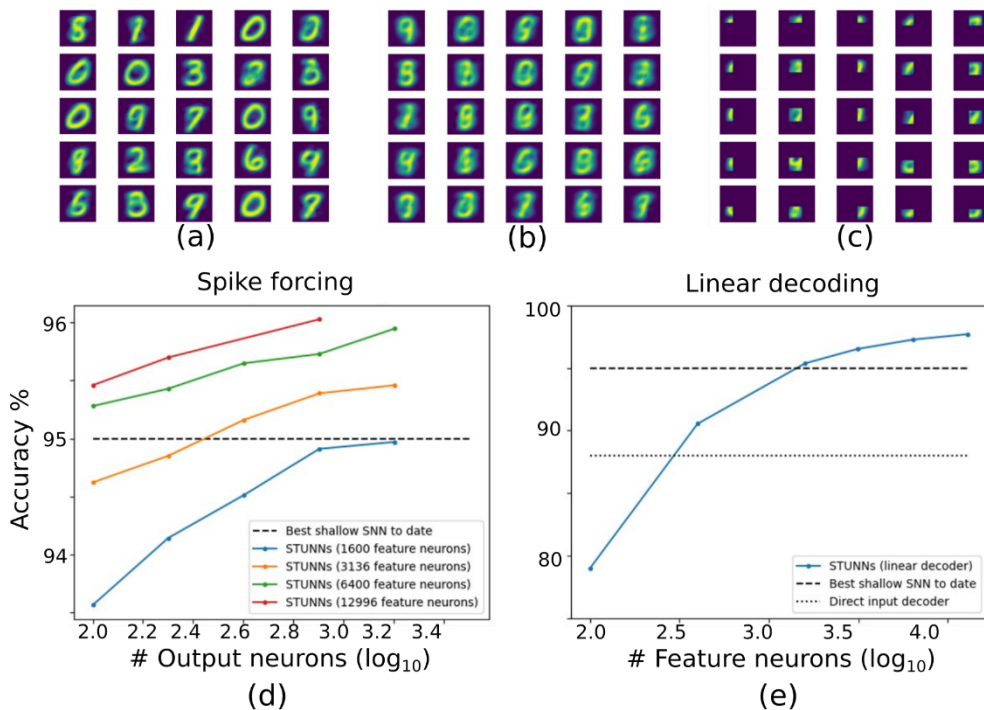 (a)
(b)
(c)
Spike forcing
96
95
94
Accuracy %
2.0 2.2 2.4 2.6 2.8 3.0 3.2 3.4
# Output neurons (log10)
Best shallow SNN to date
STUNNs (1600 feature neurons)
STUNNs (3136 feature neurons)
STUNNs (6400 feature neurons)
STUNNs (12996 feature neurons)
(d)
Linear decoding
100
90
80
2.0 2.5 3.0 3.5 4.0
# Feature neurons (log10)
STUNNs (linear decoder)
Best shallow SNN to date
Direct input decoder
(e)